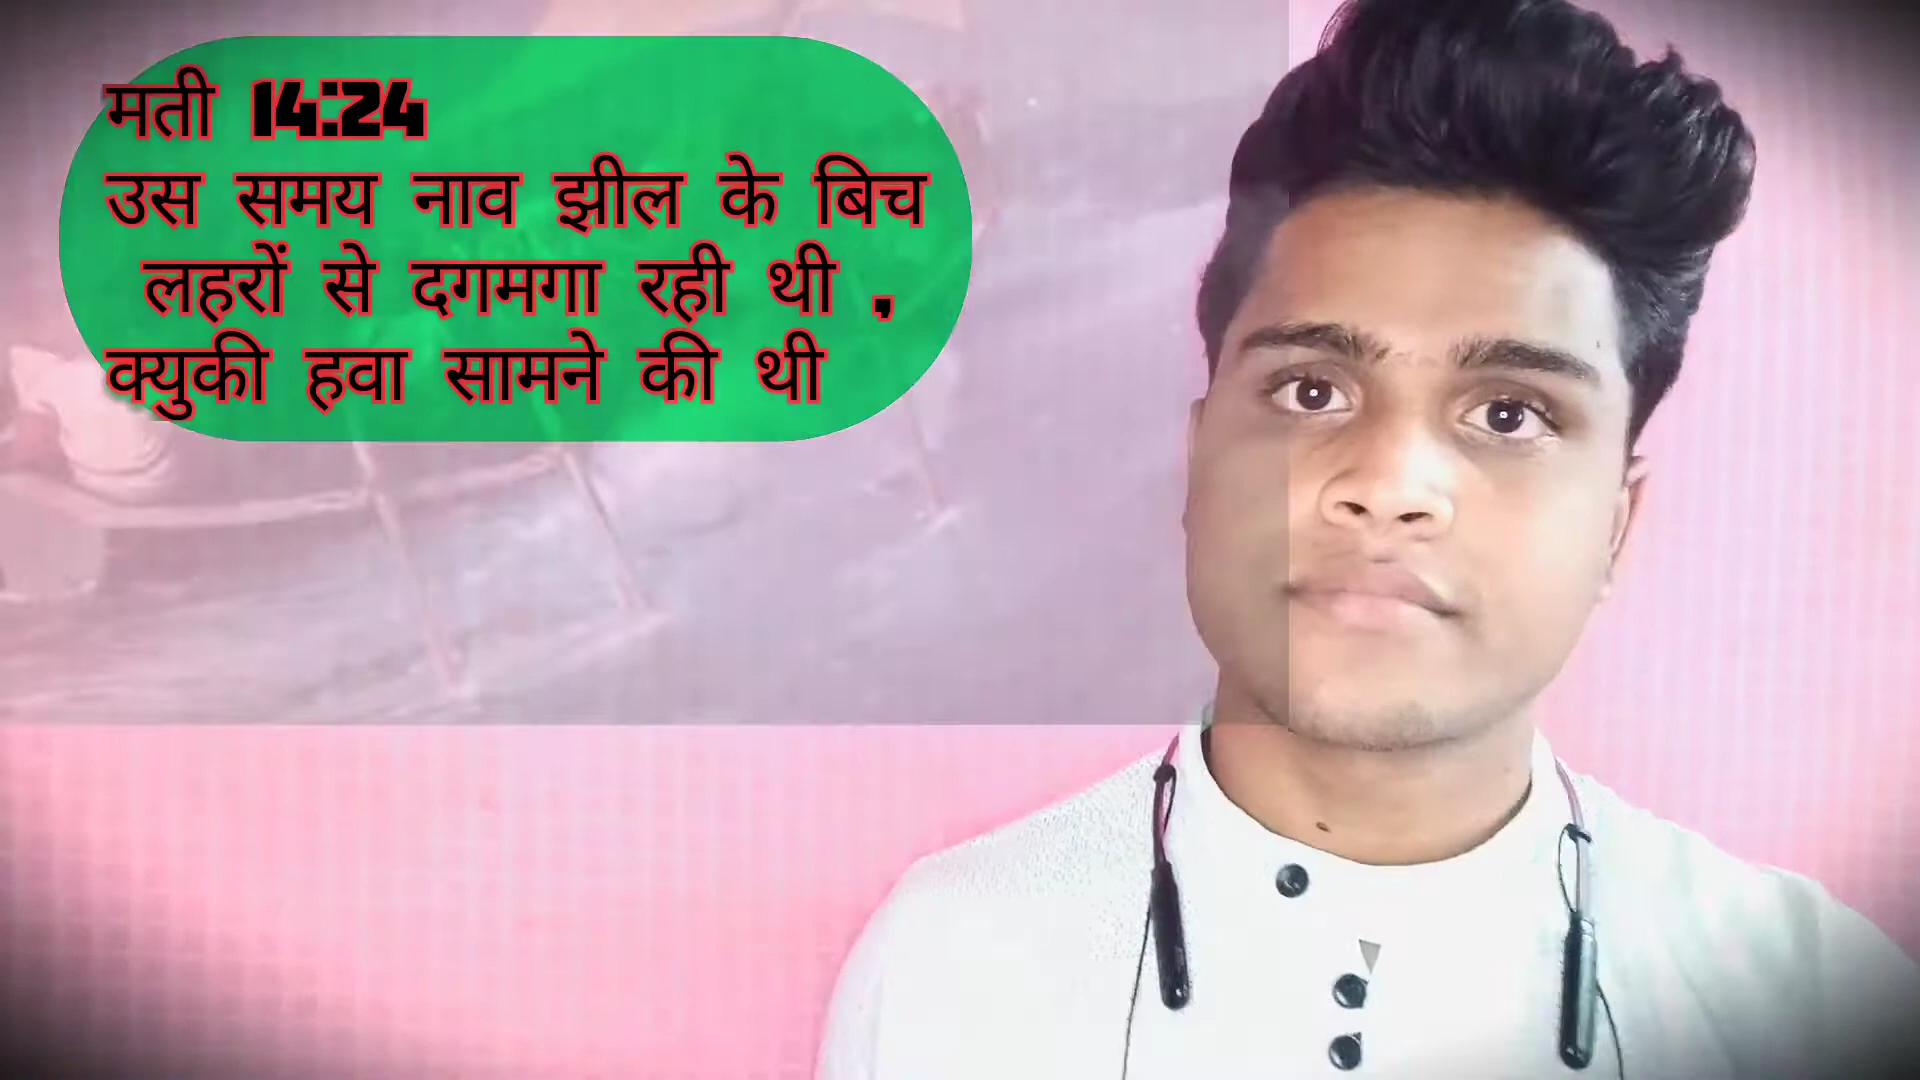 मती 14:24
उस समय नाव झील के बिच
लहरों से दगमगा रही थी ,
क्युकी हवा सामने की थी